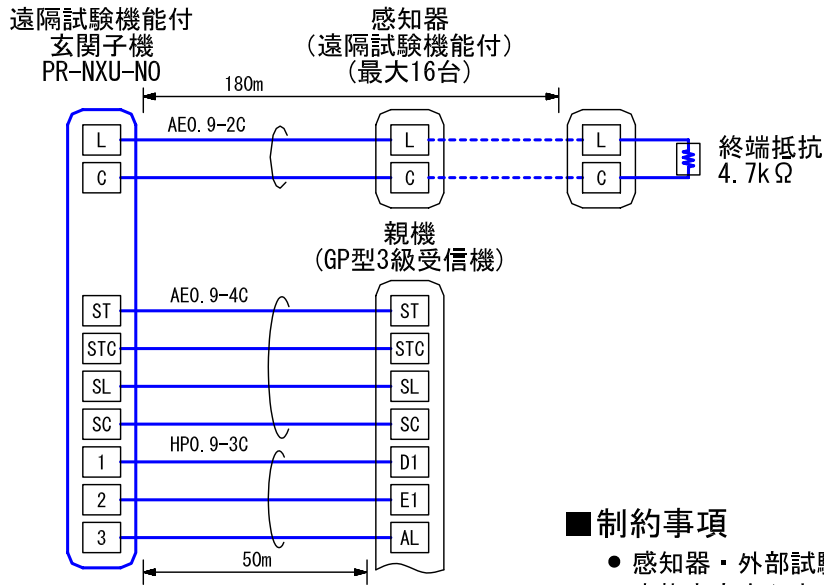 遠隔試験機能付
玄関子機
PR-NXU-NO
感知器
(遠隔試験機能付)
(最大16台)
180m
AE0.9-2C
L
L
L
C
C
C
終端抵抗
4.7kΩ
親機
(GP型3級受信機)
AE0.9-4C
ST
ST
STC
STC
SL
SL
SC
SC
HP0.9-3C
1
D1
2
E1
3
AL
50m
■制約事項
● 感知器・外部試験